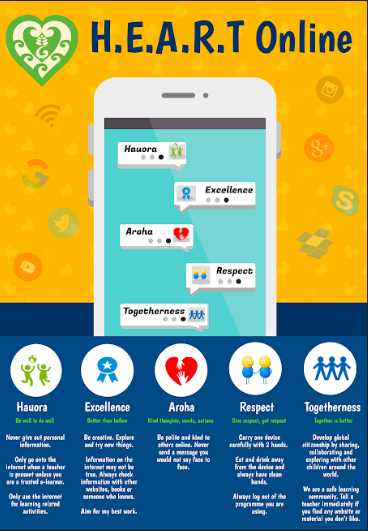 H.E.A.R.T Online
Hauora
Excellence
Aroha
Respect
Togetherness
Hauora
Be well to do well
Never give out personal
information.
Only go onto the
internet when a teacher
is present unless you
are a trusted e-learner.
Only use the internet
for learning related
activities.
Excellence
Better than before
Be creative. Explore
and try new things.
Information on the
internet may not be
true. Always check
information with other
websites, books or
someone who knows.
Aim for my best work.
Aroha
Kind thoughts, words, actions
Be polite and kind to
others online. Never
send a message you
would not say face to
face.
Respect
Give respect, get respect
Carry one device
carefully with 2 hands.
Eat and drink away
from the device and
always have clean
hands.
Always log out of the
programme you are
using.
Togetherness
Together is better
Develop global
citizenship by sharing,
collaborating and
exploring with other
children around the
world.
We are a safe learning
community. Tell a
teacher immediately if
you find any website or
material you don't like.